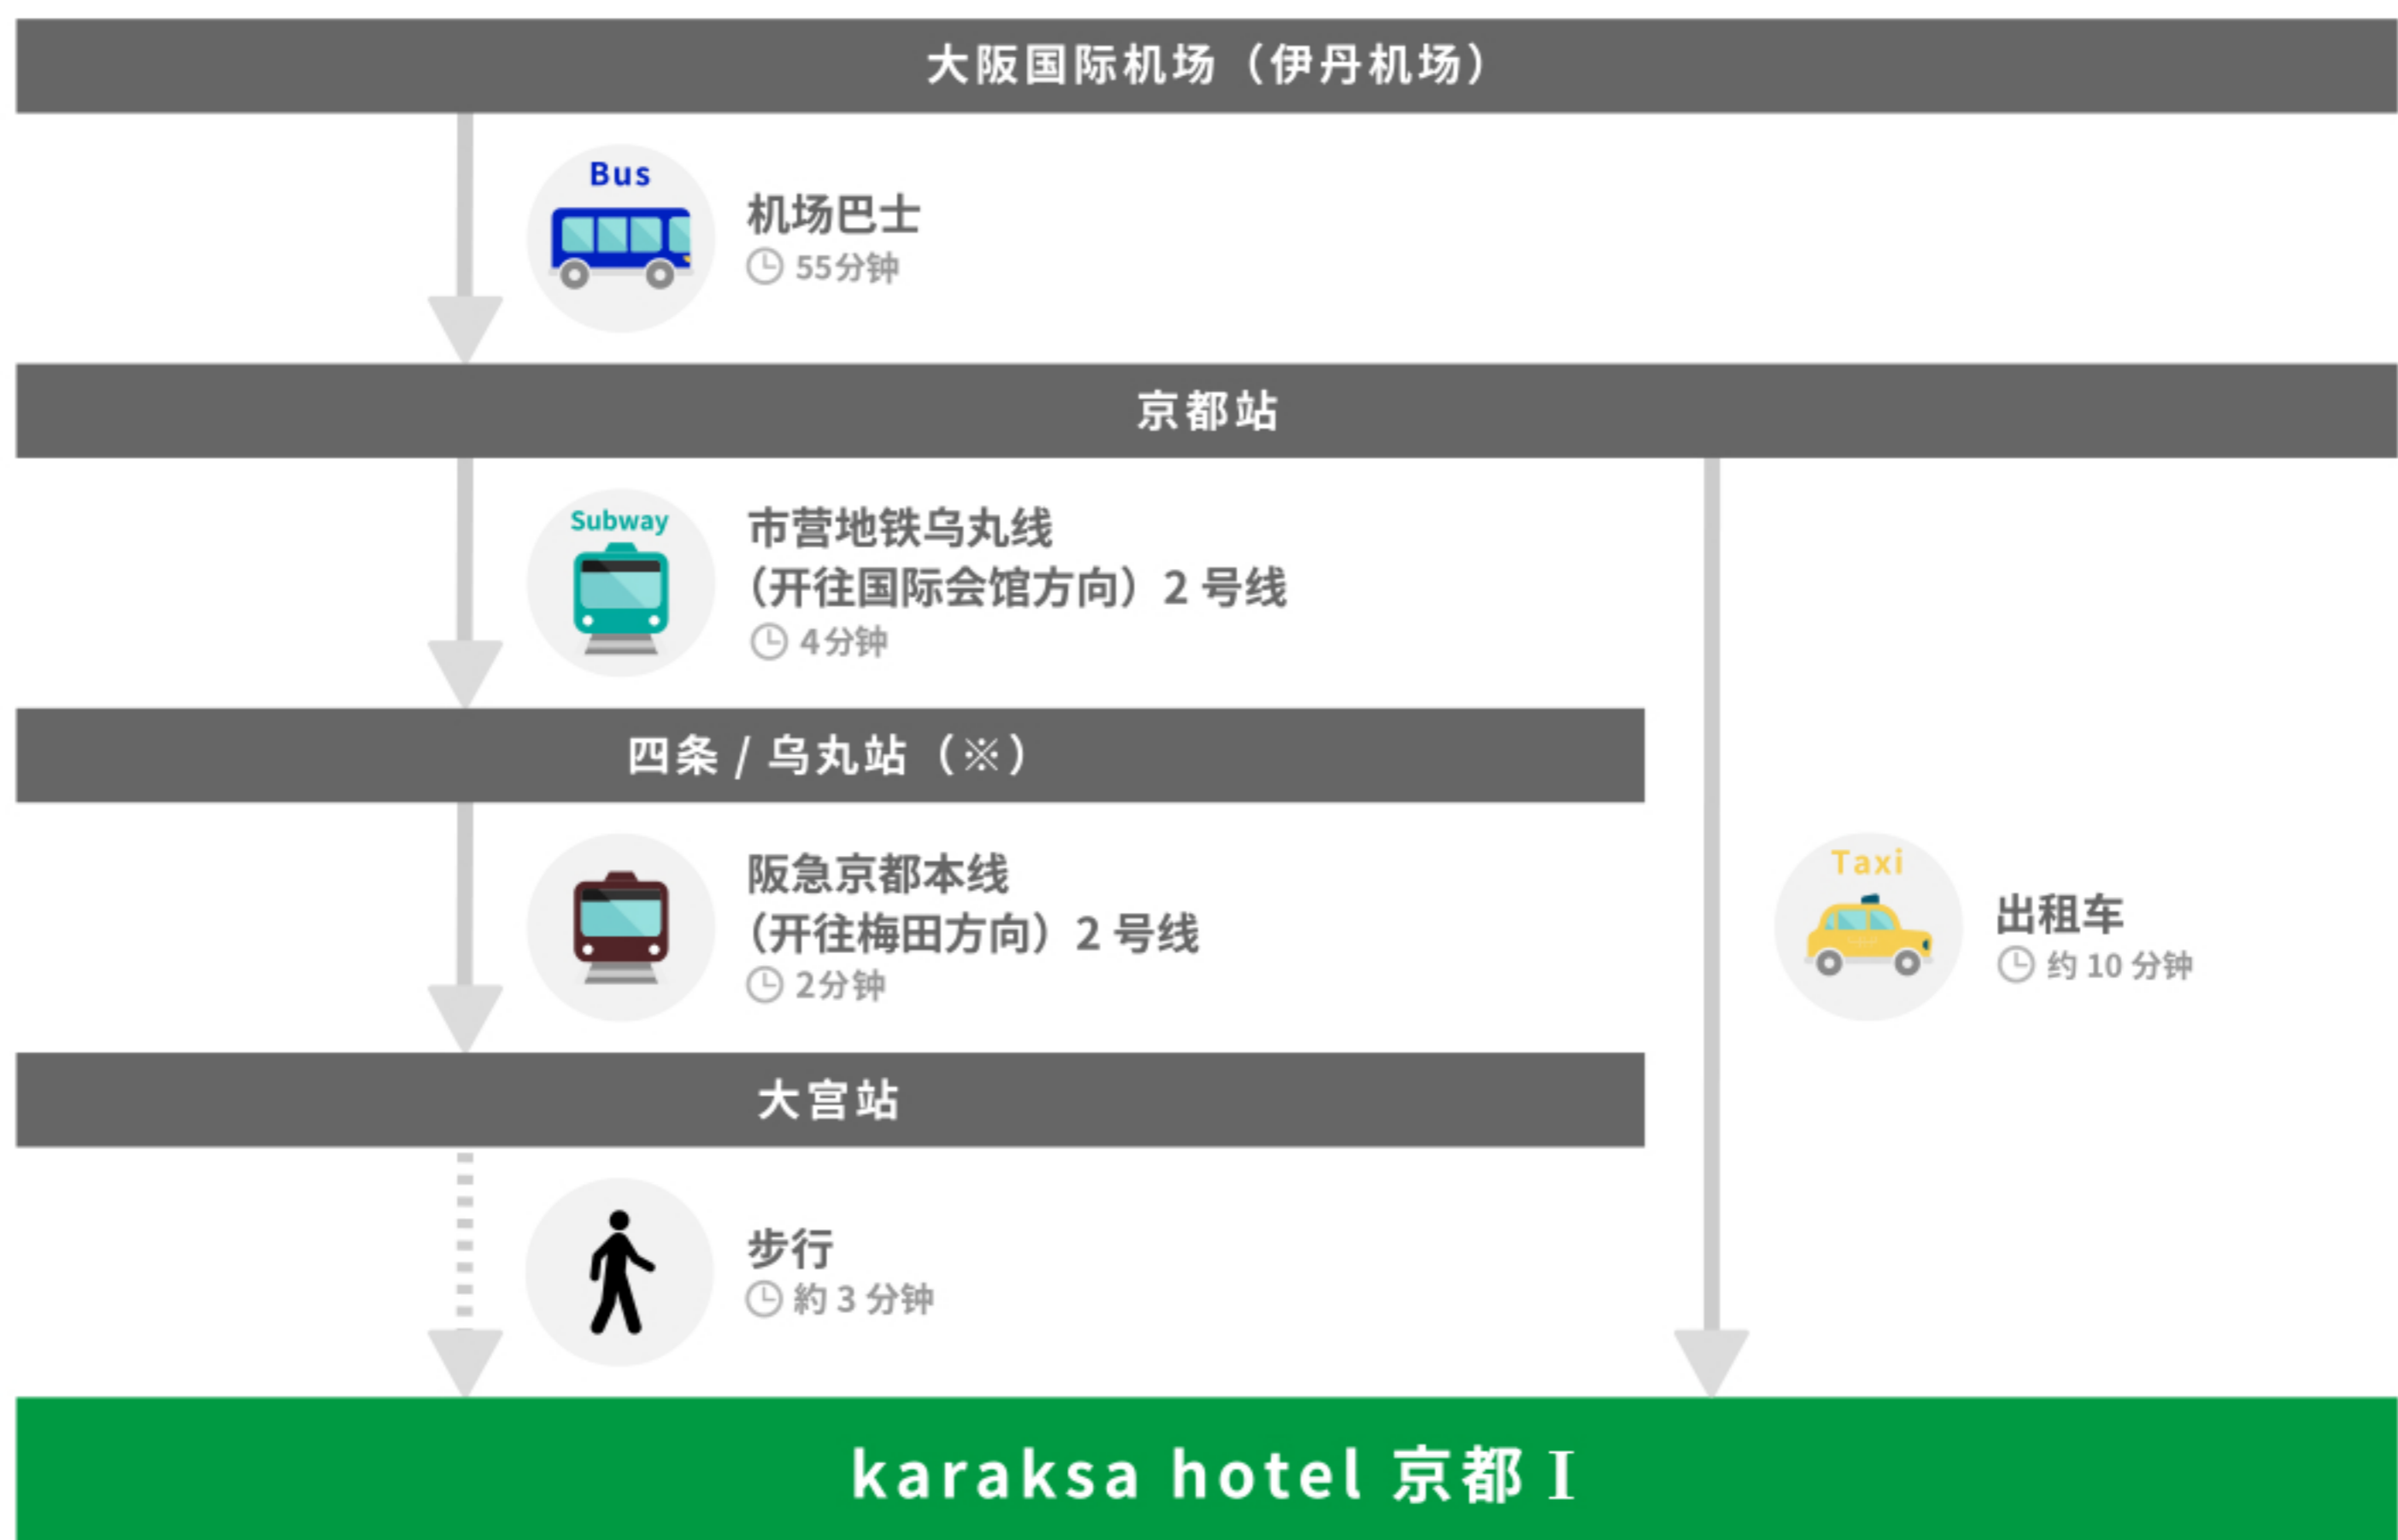 大阪国际机场（伊丹机场）
Bus
机场巴士
55分钟
京都站
Subway
市营地铁乌丸线
（开往国际会馆方向）2 号线
4分钟
四条 / 乌丸站（※）
阪急京都本线
（开往梅田方向）2 号线
2分钟
Taxi
出租车
约 10 分钟
大宫站
步行
約 3 分钟
karaksa hotel 京都 I